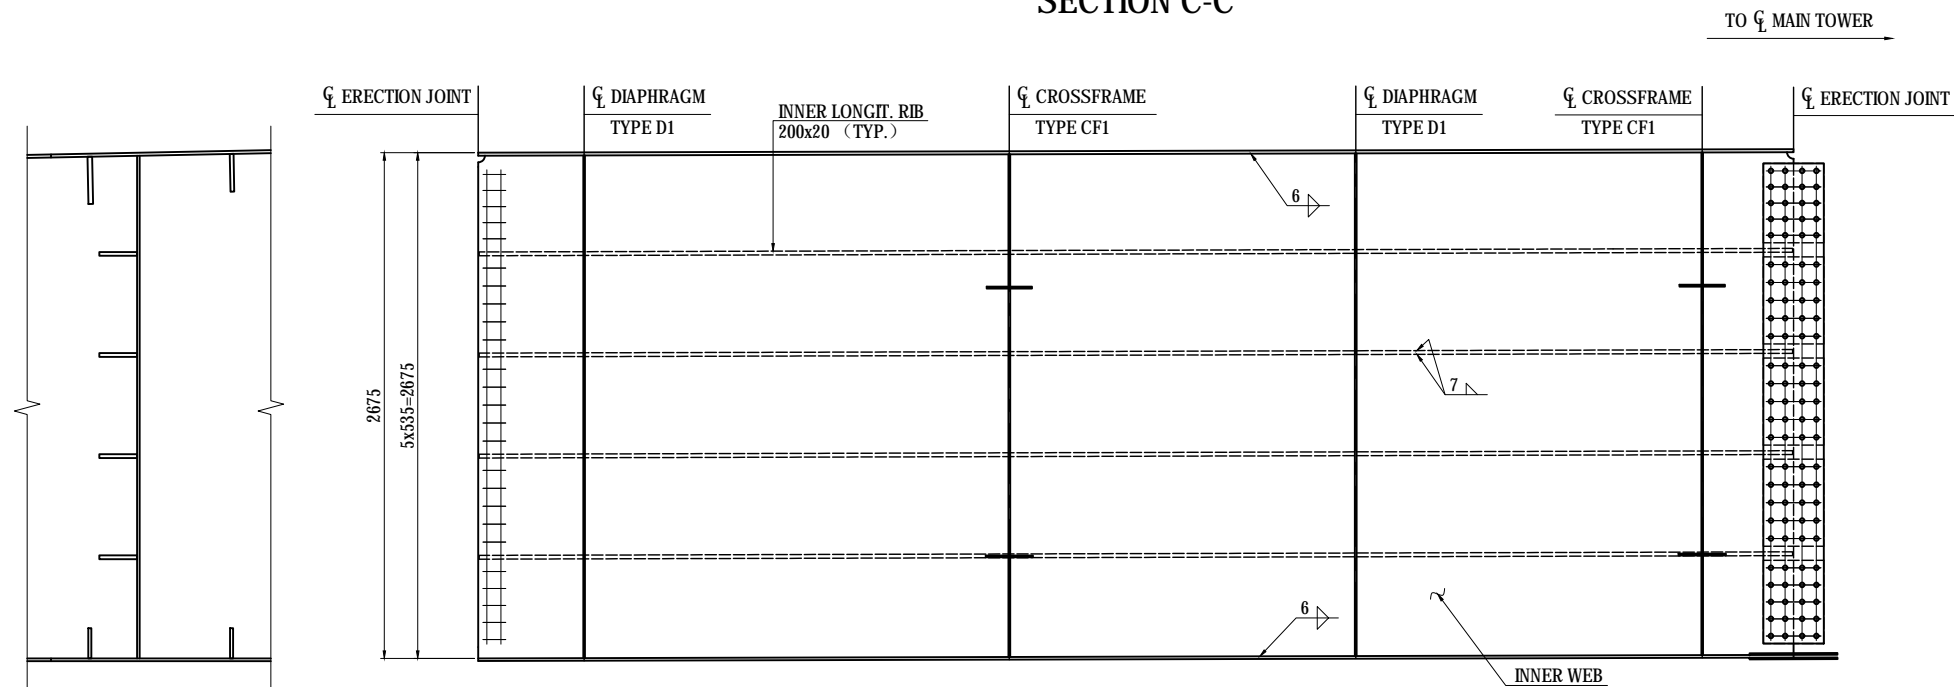 SECTION C-C
TO ℄ MAIN TOWER
℄ ERECTION JOINT
℄ DIAPHRAGM
TYPE D1
INNER LONGIT. RIB
200x20 （TYP.）
℄ CROSSFRAME
TYPE CF1
℄ DIAPHRAGM
TYPE D1
℄ CROSSFRAME
TYPE CF1
℄ ERECTION JOINT
6
2675
5x535=2675
7
6
INNER WEB